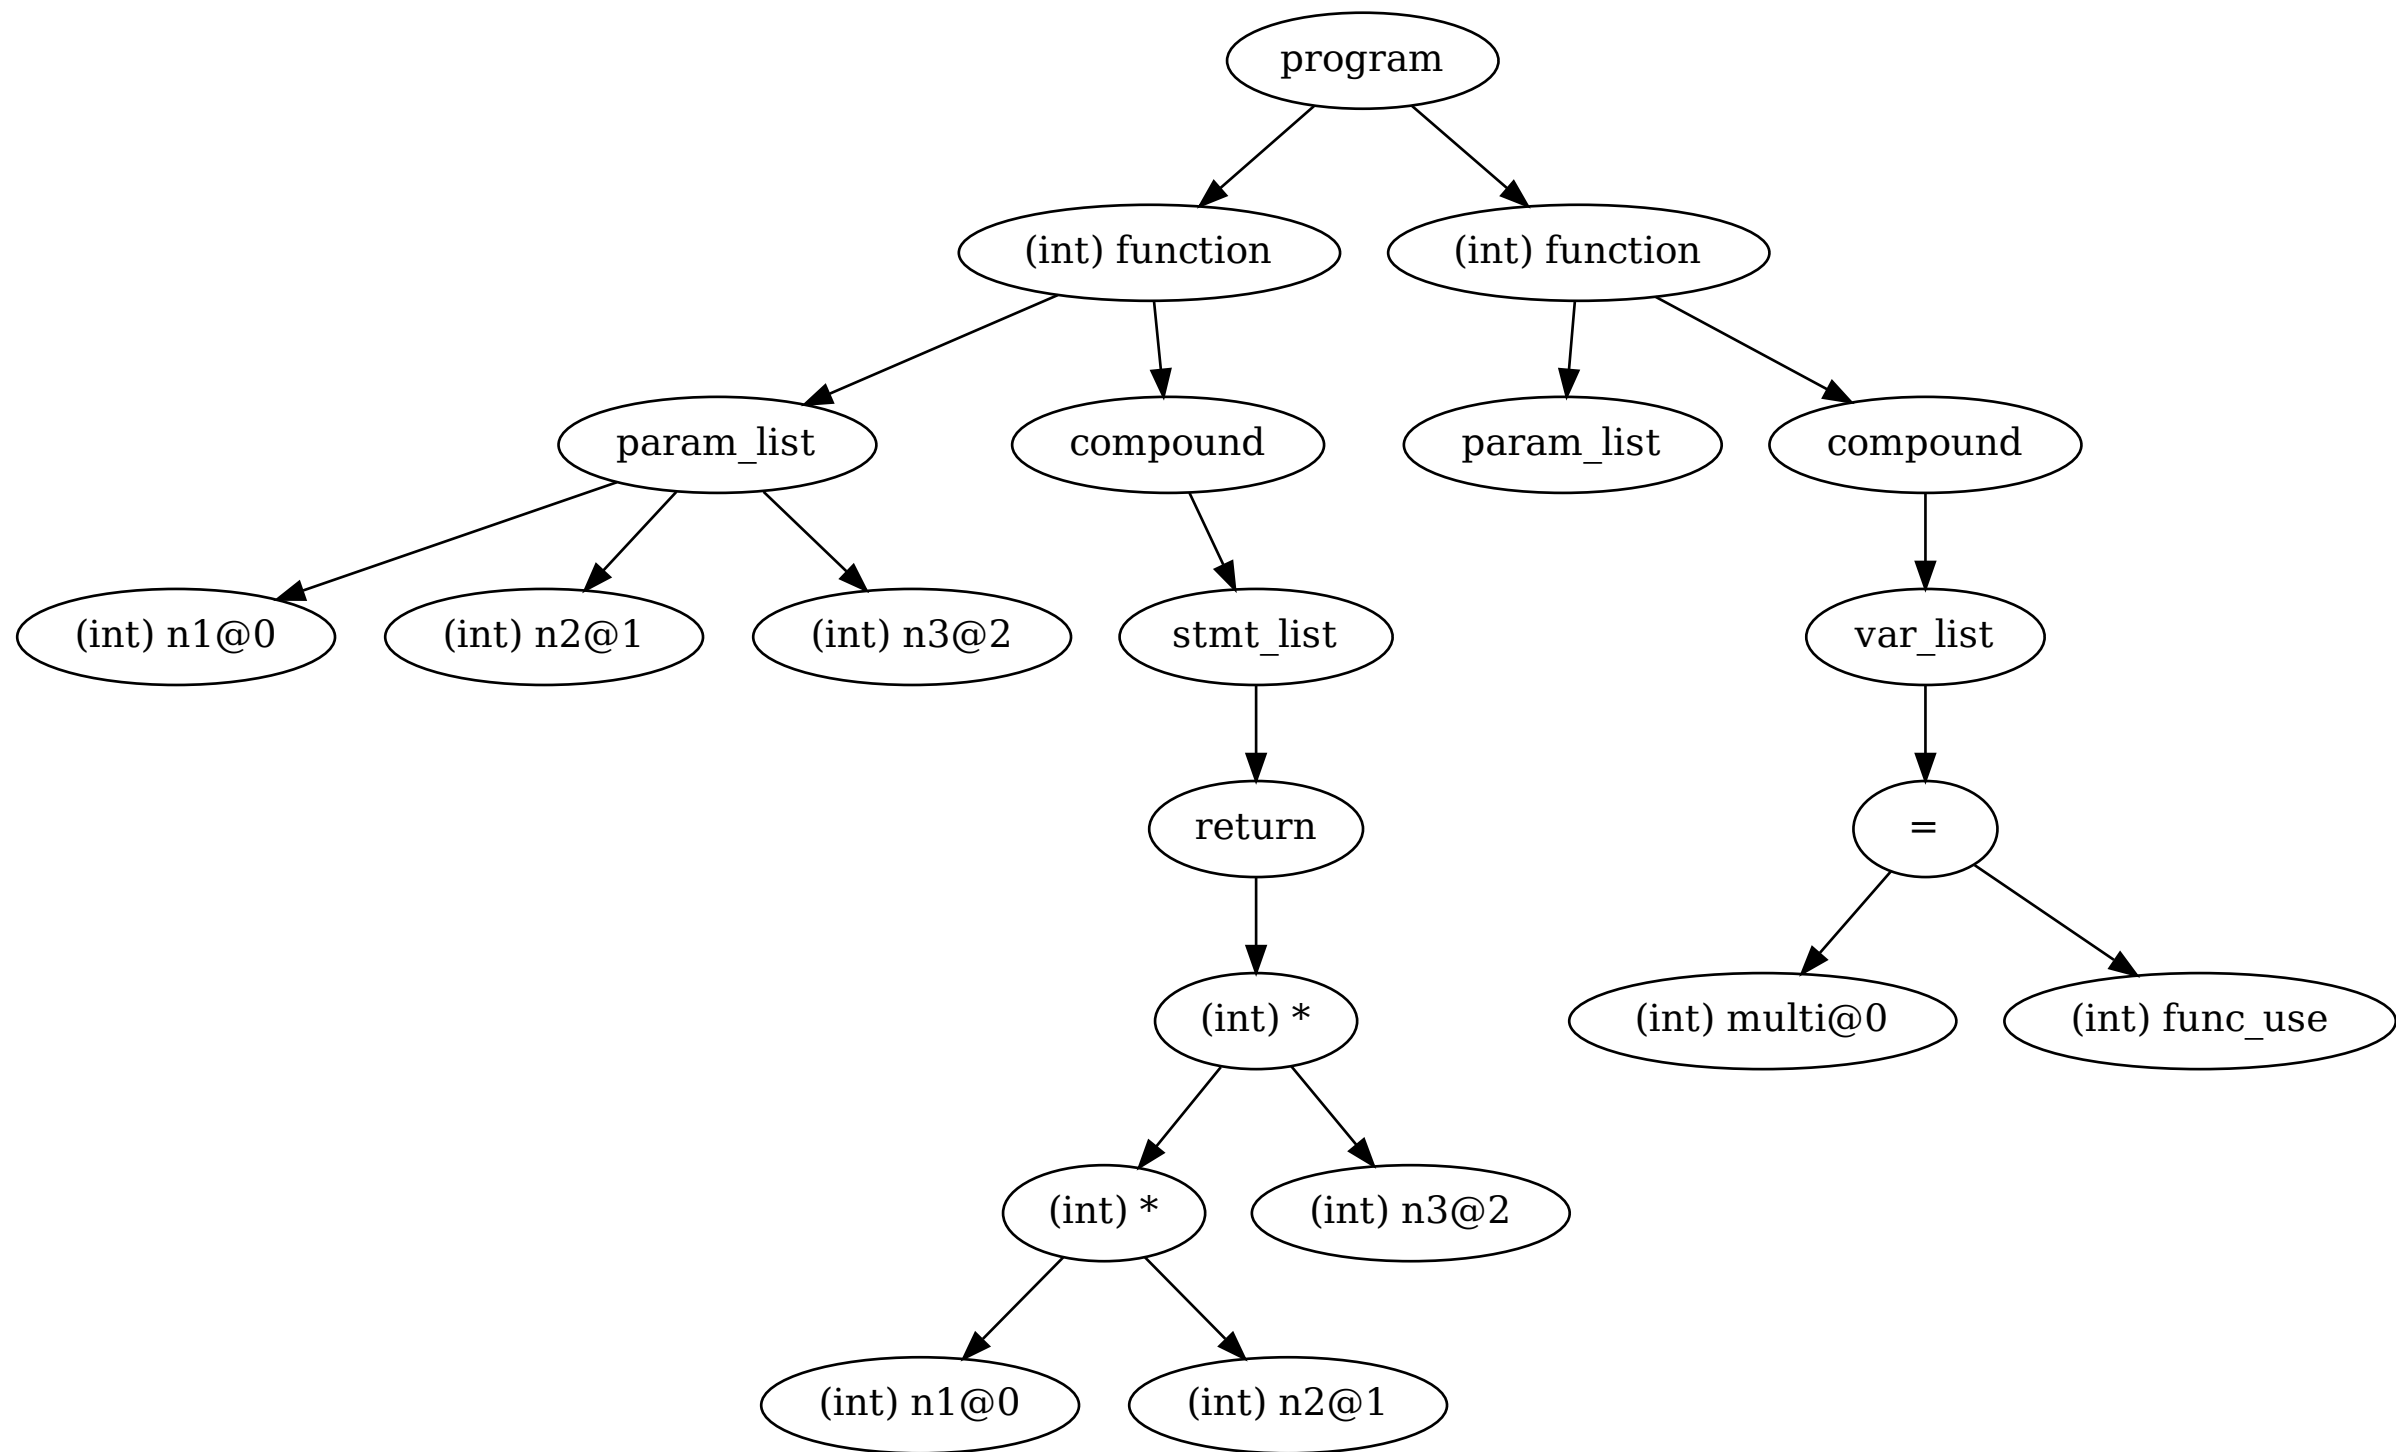 program
(int) function
(int) function
param_list
compound
param_list
compound
(int) n1@0
(int) n2@1
(int) n3@2
stmt_list
var_list
return
=
(int) *
(int) multi@0
(int) func_use
(int) *
(int) n3@2
(int) n1@0
(int) n2@1